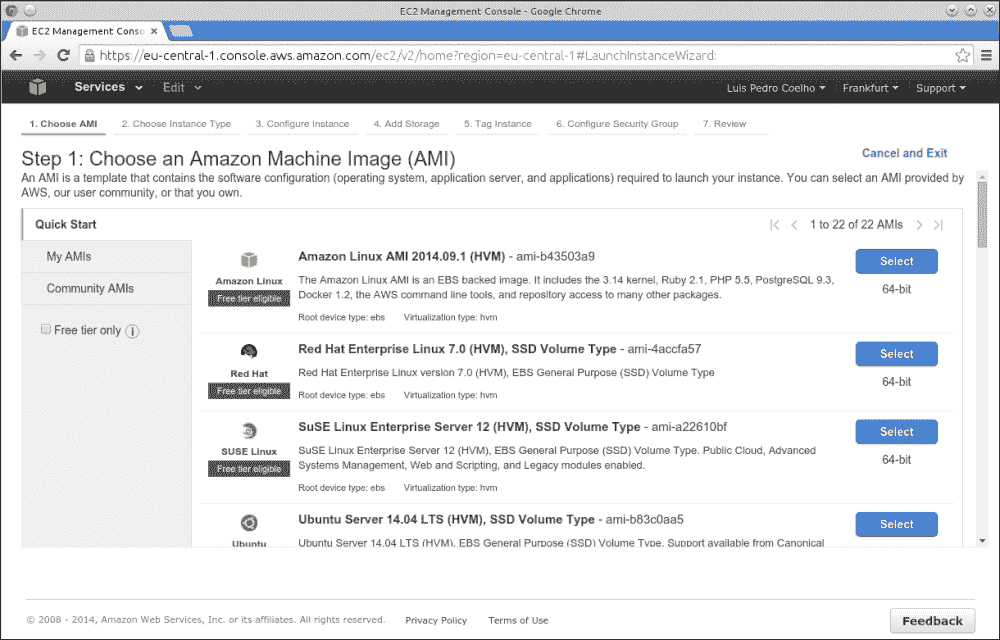 EC2 Management Console - Google Chrome
EC2 Management Conso
https://eu-central-1.console.aws.amazon.com/ec2/v2/home?region=eu-central-1#LaunchInstanceWizard:
Services Edit Luis Pedro Coelho Frankfurt Support
1. Choose AMI 2. Choose Instance Type 3. Configure Instance 4. Add Storage 5. Tag Instance 6. Configure Security Group 7. Review
Step 1: Choose an Amazon Machine Image (AMI)
Cancel and Exit
An AMI is a template that contains the software configuration (operating system, application server, and applications) required to launch your instance. You can select an AMI provided by
AWS, our user community, or that you own.
Quick Start
My AMIs
Community AMIs
Free tier only
1 to 22 of 22 AMIs
Amazon Linux
Free tier eligible
Amazon Linux AMI 2014.09.1 (HVM) - ami-b43503a9
The Amazon Linux AMI is an EBS backed image. It includes the 3.14 kernel, Ruby 2.1, PHP 5.5, PostgreSQL 9.3,
Docker 1.2, the AWS command line tools, and repository access to many other packages.
Root device type: ebs Virtualization type: hvm
Select
64-bit
Red Hat
Free tier eligible
Red Hat Enterprise Linux 7.0 (HVM), SSD Volume Type - ami-4accfa57
Red Hat Enterprise Linux version 7.0 (HVM), EBS General Purpose (SSD) Volume Type
Root device type: ebs Virtualization type: hvm
Select
64-bit
SUSE Linux
Free tier eligible
SuSE Linux Enterprise Server 12 (HVM), SSD Volume Type - ami-a22610bf
SuSE Linux Enterprise Server 12 (HVM), EBS General Purpose (SSD) Volume Type. Public Cloud, Advanced
Systems Management, Web and Scripting, and Legacy modules enabled.
Root device type: ebs Virtualization type: hvm
Select
64-bit
Ubuntu
Ubuntu Server 14.04 LTS (HVM), SSD Volume Type - ami-b83c0aa5
Ubuntu Server 14.04 LTS (HVM), EBS General Purpose (SSD) Volume Type. Support available from Canonical
Select
© 2008 - 2014, Amazon Web Services, Inc. or its affiliates. All rights reserved. Privacy Policy Terms of Use
Feedback